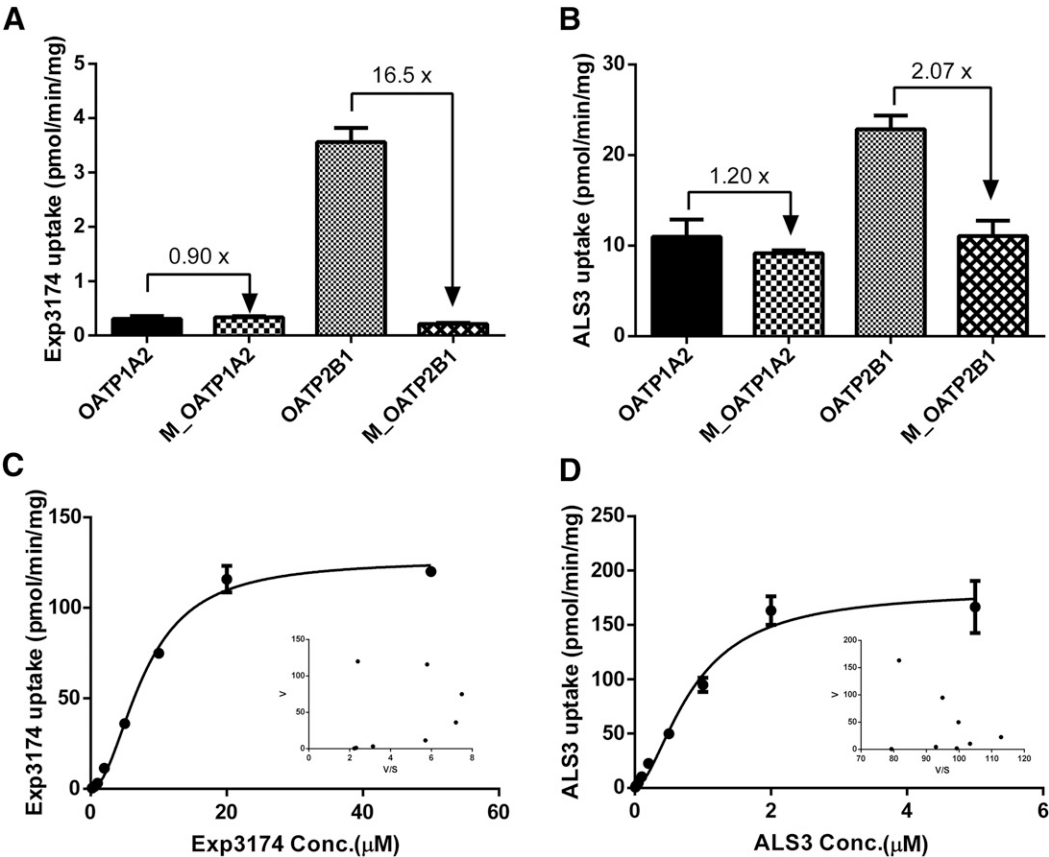 A
Exp3174 uptake (pmol/min/mg)
5
4
3
2
1
0
0.90 x
16.5 x
OATP1A2
M_OATP1A2
OATP2B1
M_OATP2B1
B
ALS3 uptake (pmol/min/mg)
30
20
10
0
1.20 x
2.07 x
OATP1A2
M_OATP1A2
OATP2B1
M_OATP2B1
C
Exp3174 uptake (pmol/min/mg)
150
100
50
0
0 20 40 60
Exp3174 Conc.(μM)
V
150
100
50
0
0 2 4 6 8
V/S
D
ALS3 uptake (pmol/min/mg)
250
200
150
100
50
0
0 2 4 6
ALS3 Conc.(μM)
V
200
150
100
50
0
70 80 90 100 110 120
V/S